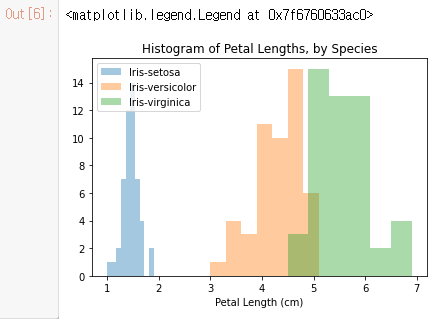 Out[6]:
<matplotlib.legend.Legend at 0x7f6760633ac0>
Histogram of Petal Lengths, by Species
Iris-setosa
Iris-versicolor
Iris-virginica
14
12
10
8
6
4
2
0
1 2 3 4 5 6 7
Petal Length (cm)